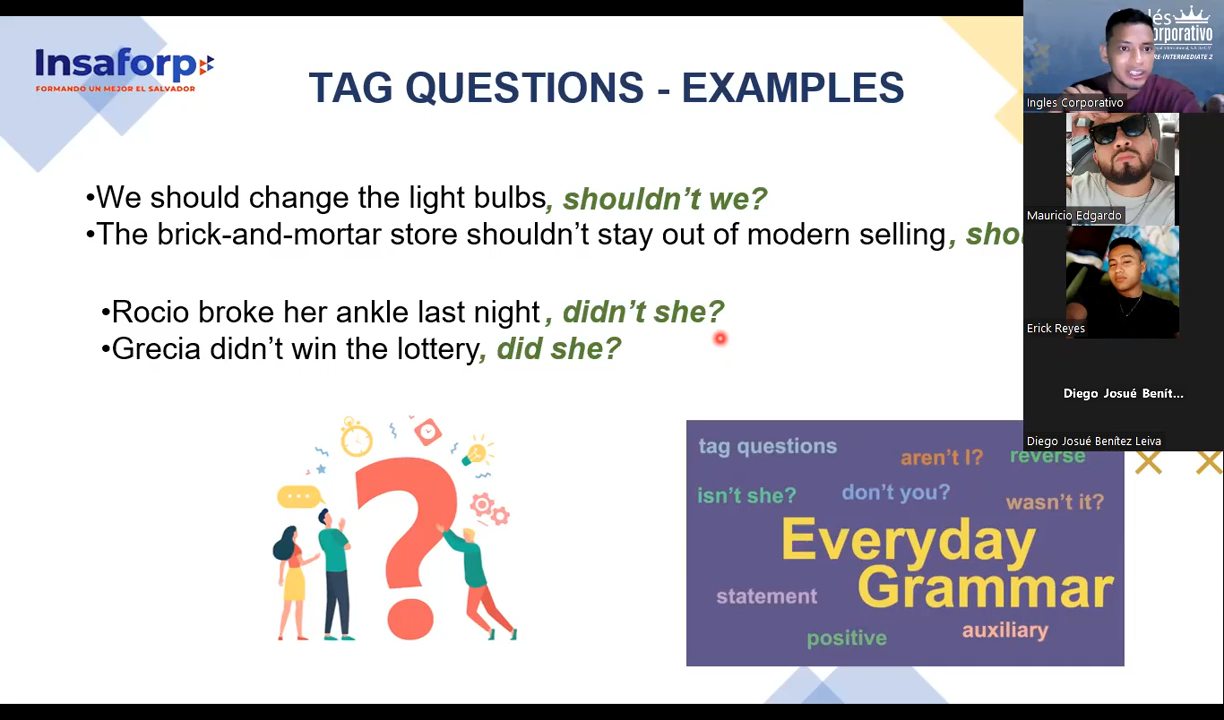 Insaforp
FORMANDO UN MEJOR EL SALVADOR
TAG QUESTIONS - EXAMPLES
•We should change the light bulbs, shouldn't we?
•The brick-and-mortar store shouldn't stay out of modern selling, shou
•Rocio broke her ankle last night, didn't she?
•Grecia didn't win the lottery, did she?
tag questions
aren't I?
reverse
isn't she?
don't you?
wasn't it?
Everyday
Grammar
statement
positive
auxiliary
Ingles Corporativo
Mauricio Edgardo
Erick Reyes
Diego Josué Benít...
Diego Josué Benítez Leiva